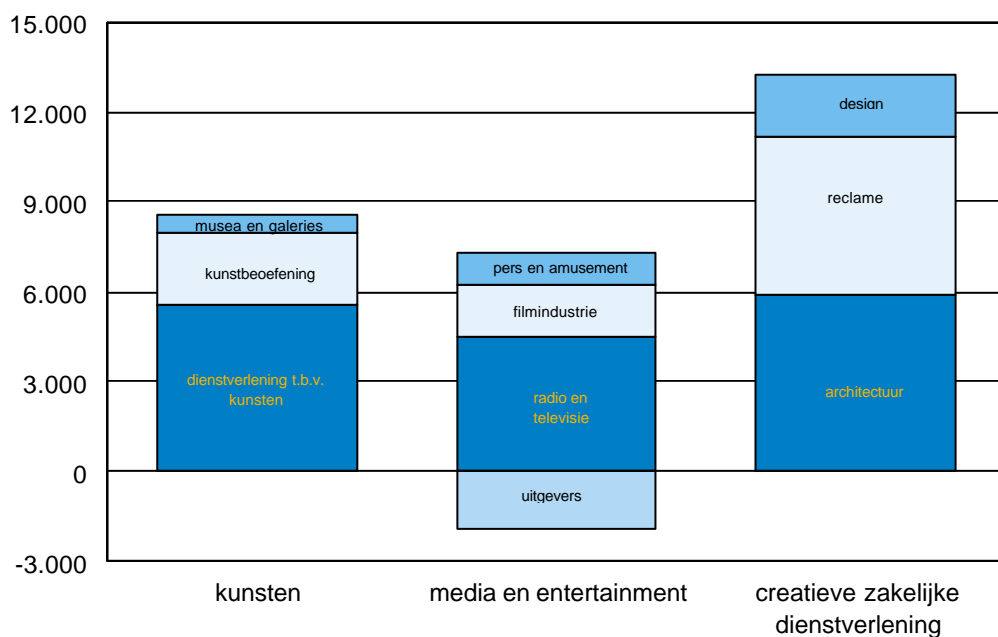 15.000
12.000
9.000
6.000
3.000
0
-3.000
musea en galeries
kunstbeoefening
dienstverlening t.b.v.
kunsten
pers en amusement
filmindustrie
radio en
televisie
uitgevers
design
reclame
architectuur
kunsten
media en entertainment
creatieve zakelijke
dienstverlening